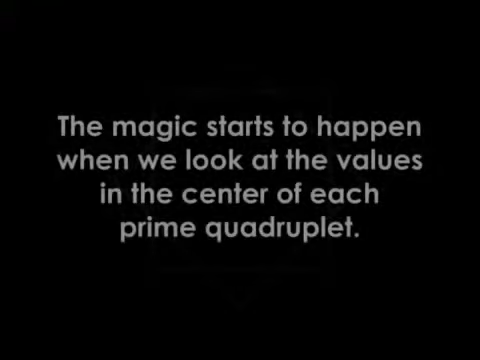 The magic starts to happen
when we look at the values
in the center of each
prime quadruplet.